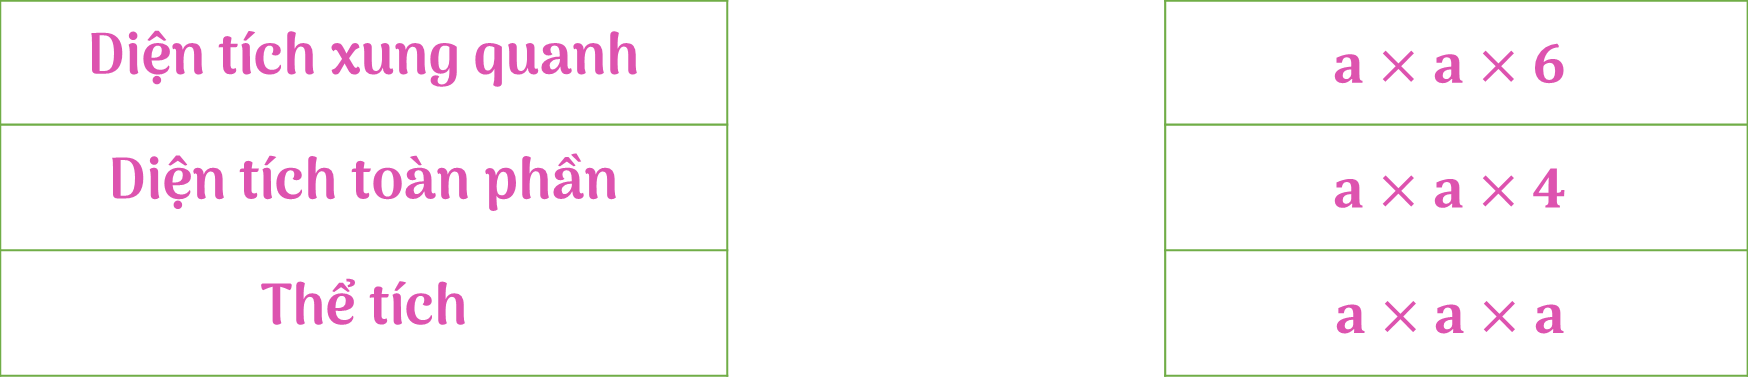 Diện tích xung quanh
a × a × 6
Diện tích toàn phần
a × a × 4
Thể tích
a × a × a